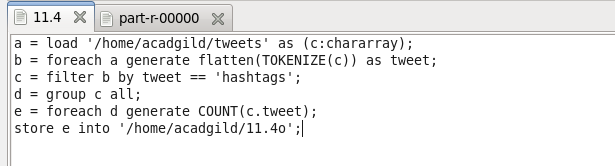 11.4
part-r-00000
a = load '/home/acadgild/tweets' as (c:chararray);
b = foreach a generate flatten(TOKENIZE(c)) as tweet;
c = filter b by tweet == 'hashtags';
d = group c all;
e = foreach d generate COUNT(c.tweet);
store e into '/home/acadgild/11.4o';